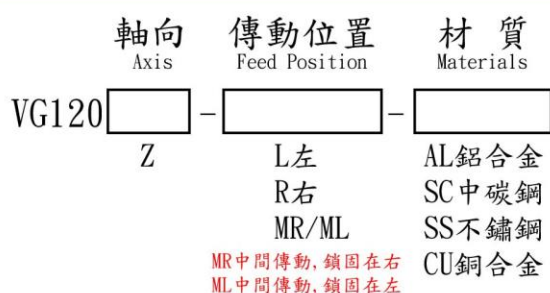 軸向 傳動位置 材質
Axis Feed Position Materials
VG120 - -
Z L左 AL鋁合金
R右 SC中碳鋼
MR/ML SS不鏽鋼
MR中間傳動,鎖固在右 CU銅合金
ML中間傳動,鎖固在左